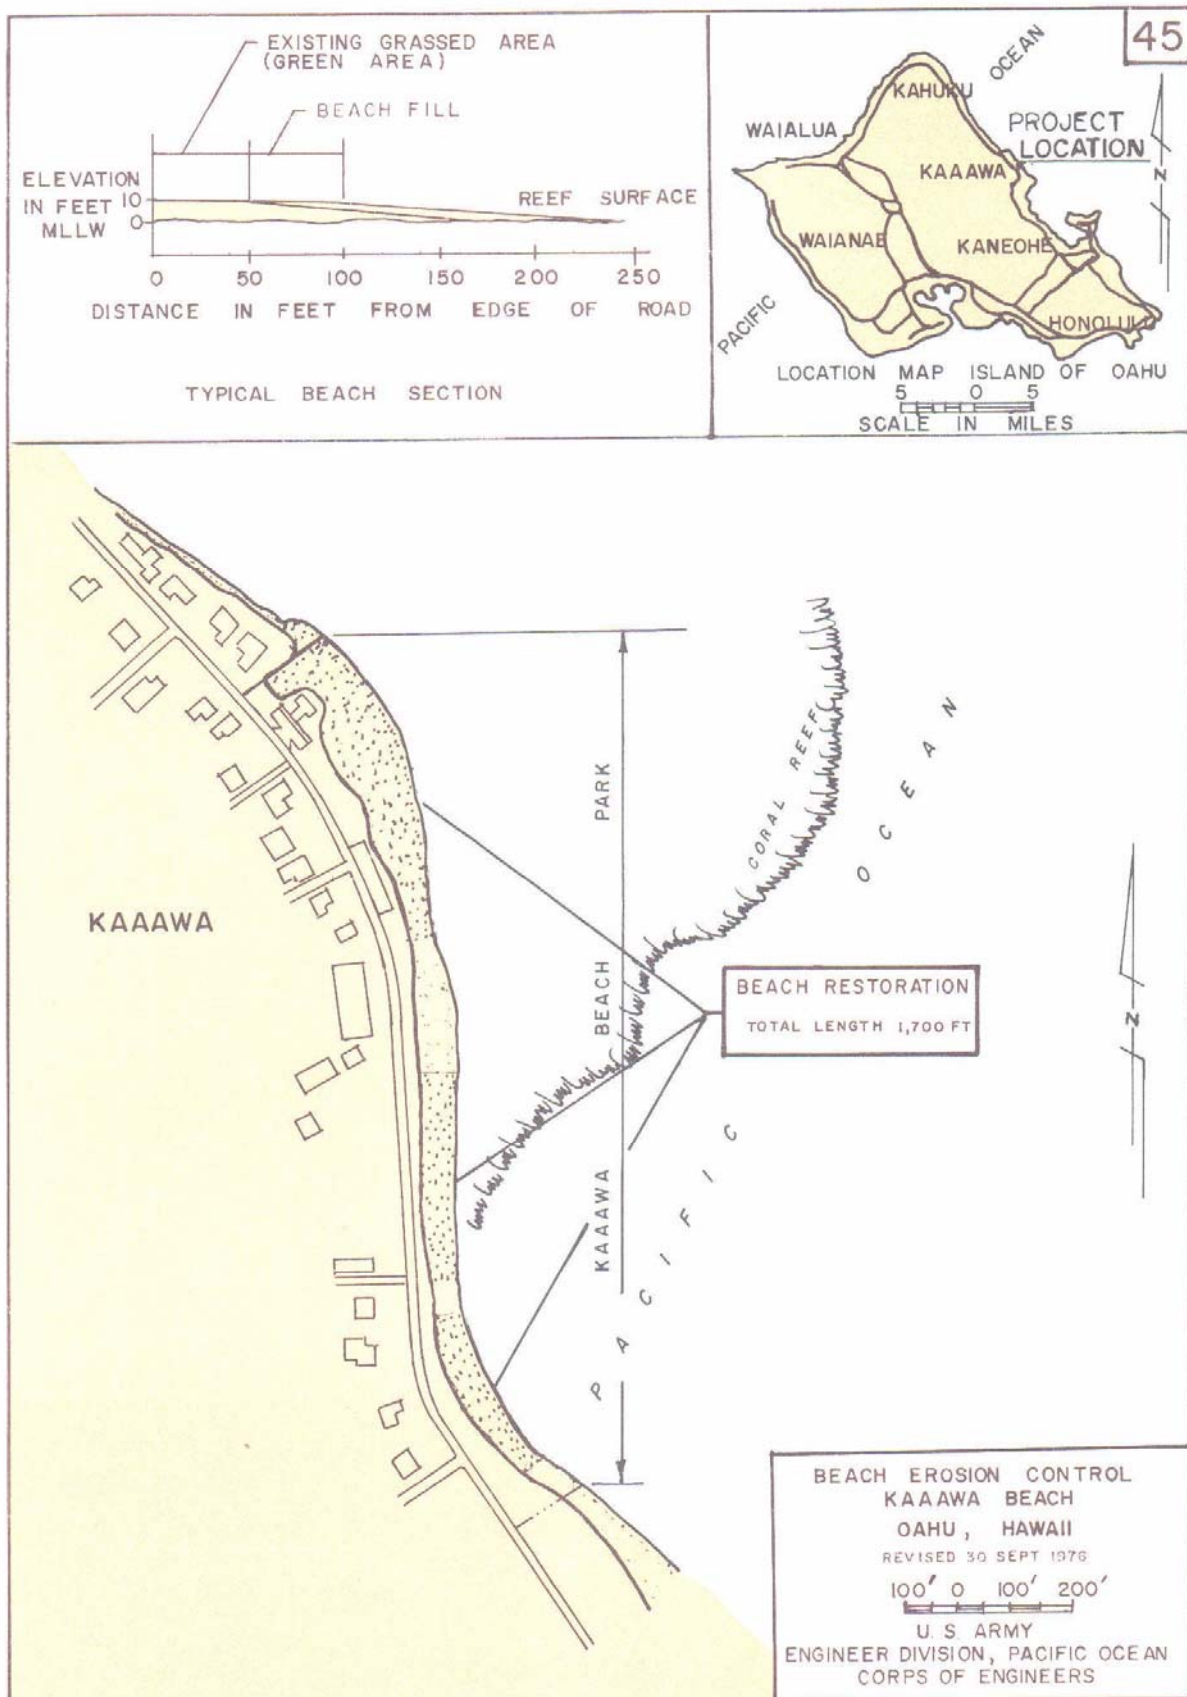 45
EXISTING GRASSED AREA
(GREEN AREA)
BEACH FILL
ELEVATION
IN FEET
MLLW
10
0
REEF SURFACE
0 50 100 150 200 250
DISTANCE IN FEET FROM EDGE OF ROAD
TYPICAL BEACH SECTION
OCEAN
KAHUKU
WAIALUA
PROJECT
LOCATION
KAAAWA
N
WAIANAE
KANEOHE
PACIFIC
HONOLULU
LOCATION MAP ISLAND OF OAHU
5 0 5
SCALE IN MILES
CORAL REEF
OCEAN
KAAAWA
KAAAWA BEACH PARK
BEACH RESTORATION
TOTAL LENGTH 1,700 FT
N
PACIFIC
BEACH EROSION CONTROL
KAAAWA BEACH
OAHU, HAWAII
REVISED 30 SEPT 1976
100' 0 100' 200'
U. S. ARMY
ENGINEER DIVISION, PACIFIC OCEAN
CORPS OF ENGINEERS